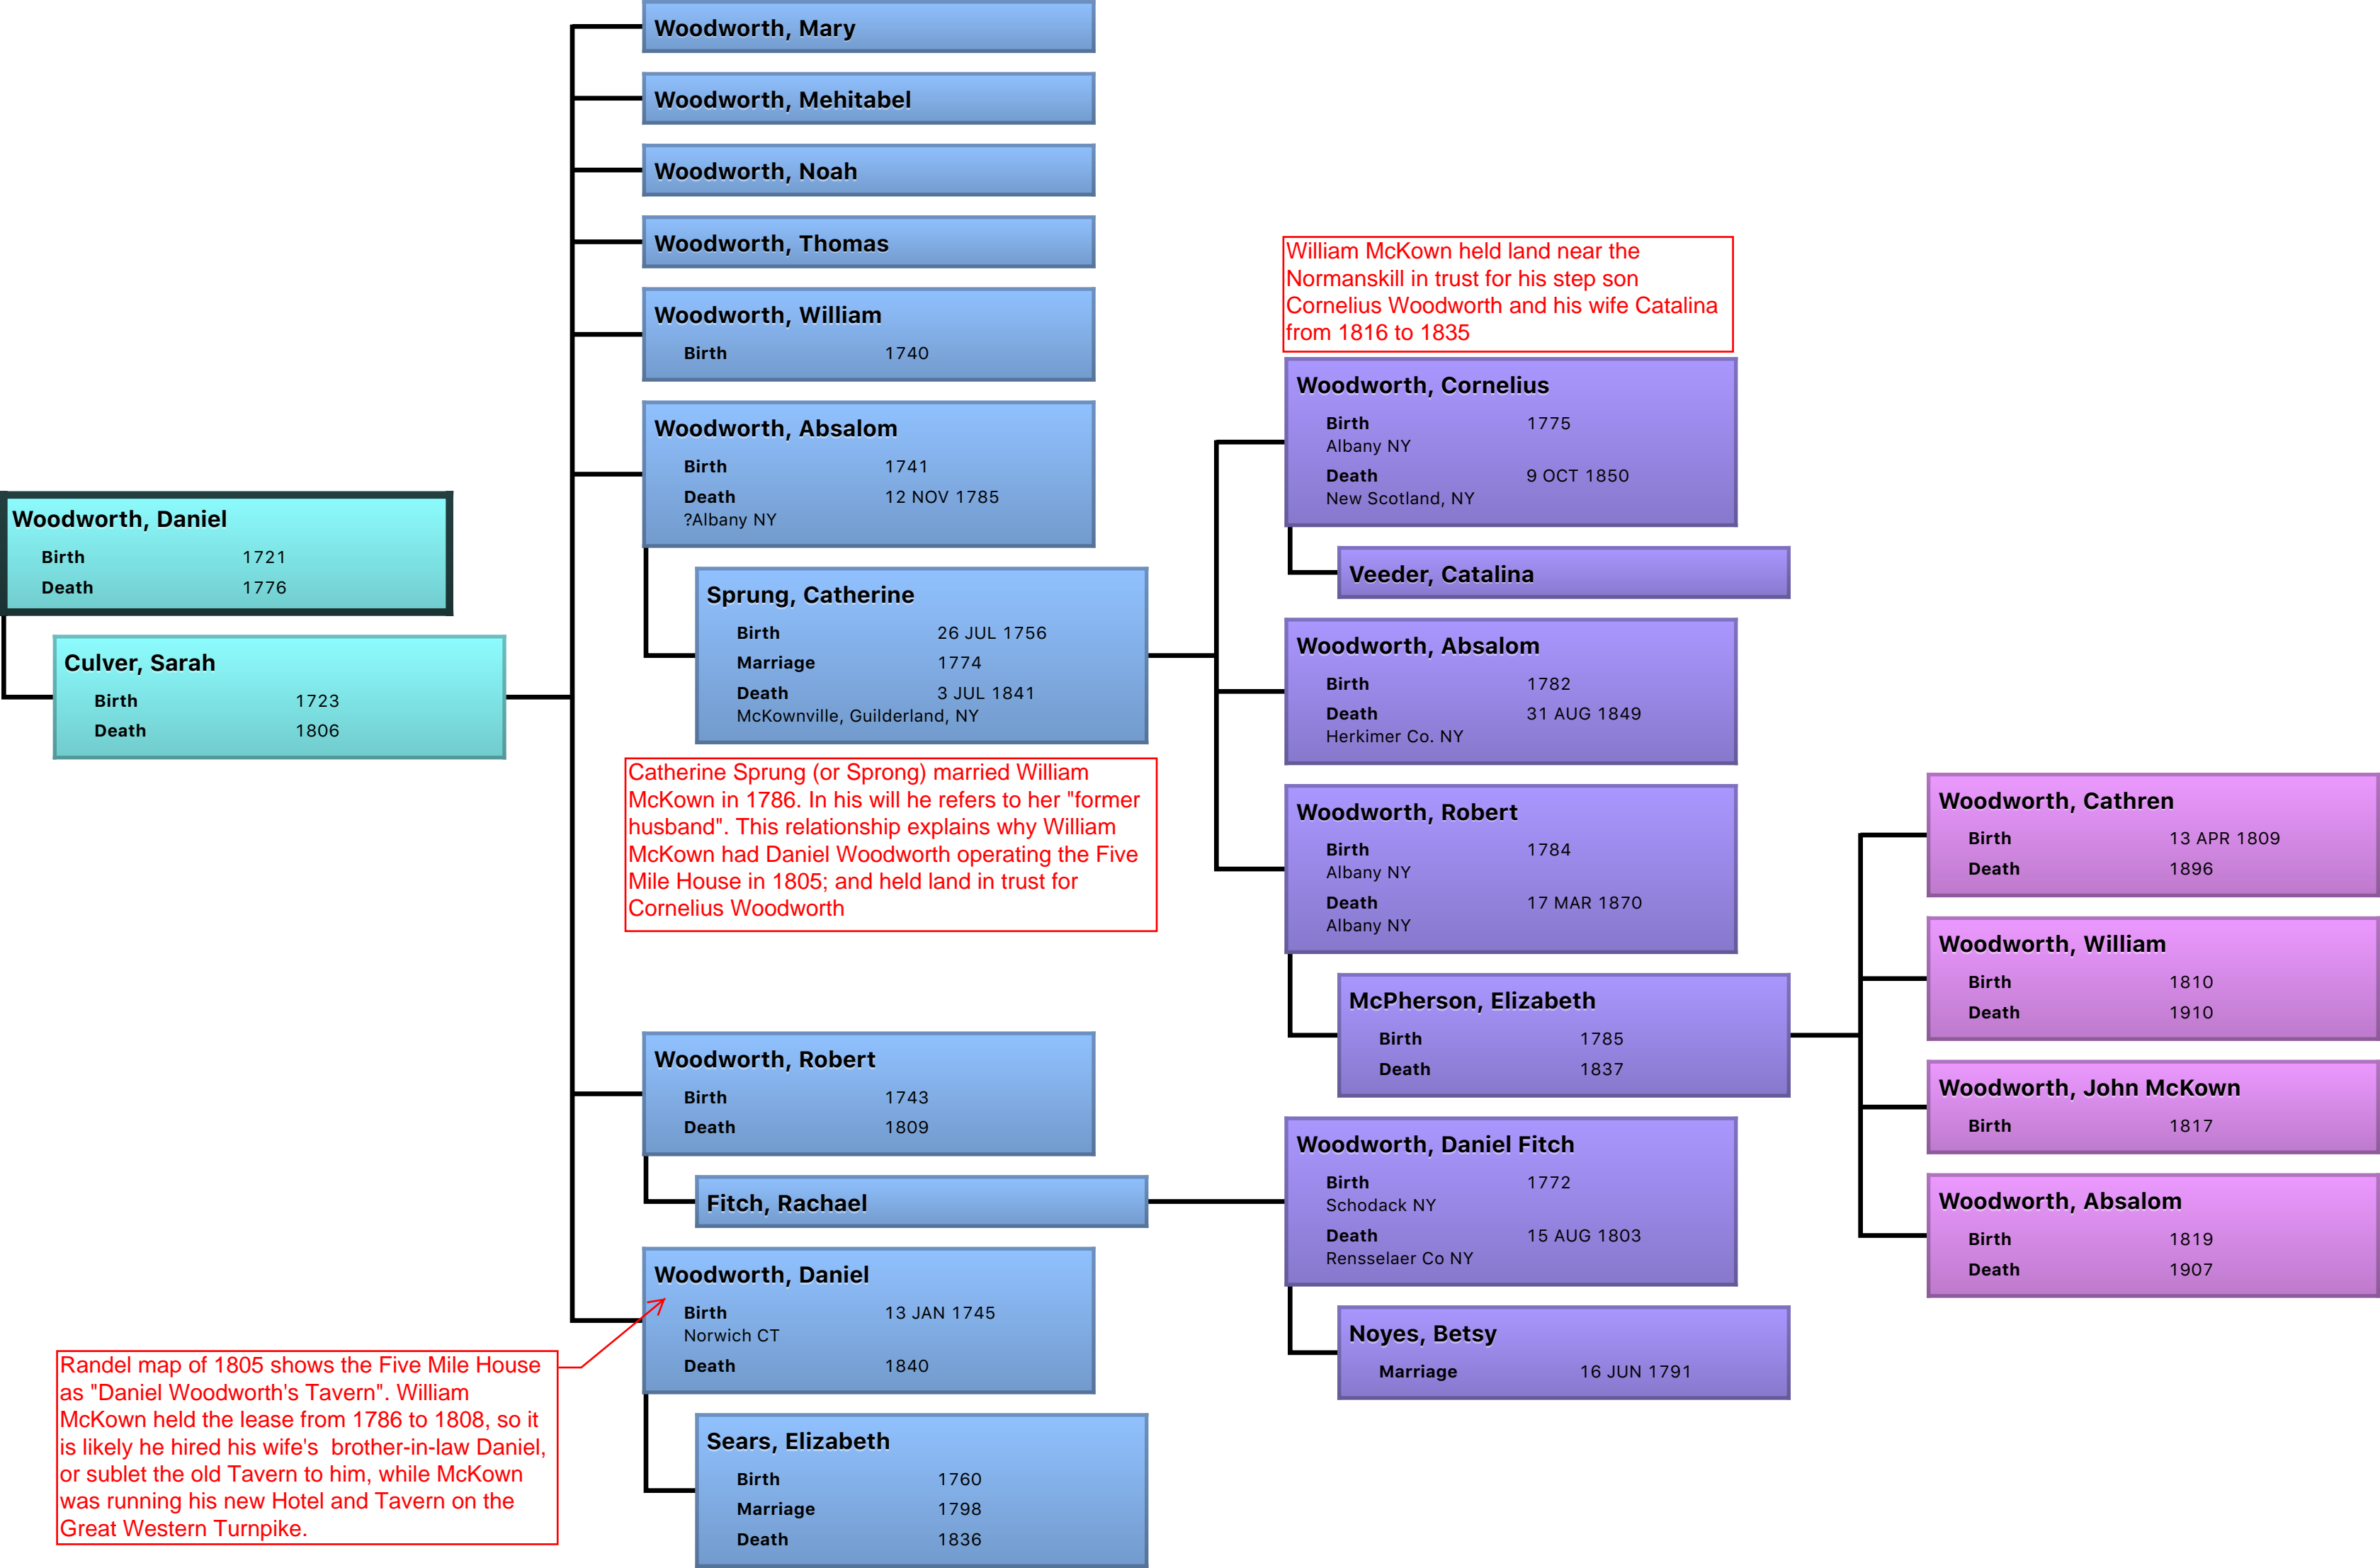 Woodworth, Mary
Woodworth, Mehitabel
Woodworth, Noah
Woodworth, Thomas
Woodworth, William
Birth 1740
Woodworth, Absalom
Birth 1741
Death 12 NOV 1785
?Albany NY
Woodworth, Daniel
Birth 1721
Death 1776
Culver, Sarah
Birth 1723
Death 1806
Sprung, Catherine
Birth 26 JUL 1756
Marriage 1774
Death 3 JUL 1841
McKownville, Guilderland, NY
Catherine Sprung (or Sprong) married William
McKown in 1786. In his will he refers to her "former
husband". This relationship explains why William
McKown had Daniel Woodworth operating the Five
Mile House in 1805; and held land in trust for
Cornelius Woodworth
Woodworth, Robert
Birth 1743
Death 1809
Fitch, Rachael
Woodworth, Daniel
Birth 13 JAN 1745
Norwich CT
Death 1840
Randel map of 1805 shows the Five Mile House
as "Daniel Woodworth's Tavern". William
McKown held the lease from 1786 to 1808, so it
is likely he hired his wife's  brother-in-law Daniel,
or sublet the old Tavern to him, while McKown
was running his new Hotel and Tavern on the
Great Western Turnpike.
Sears, Elizabeth
Birth 1760
Marriage 1798
Death 1836
William McKown held land near the
Normanskill in trust for his step son
Cornelius Woodworth and his wife Catalina
from 1816 to 1835
Woodworth, Cornelius
Birth 1775
Albany NY
Death 9 OCT 1850
New Scotland, NY
Veeder, Catalina
Woodworth, Absalom
Birth 1782
Death 31 AUG 1849
Herkimer Co. NY
Woodworth, Robert
Birth 1784
Albany NY
Death 17 MAR 1870
Albany NY
McPherson, Elizabeth
Birth 1785
Death 1837
Woodworth, Daniel Fitch
Birth 1772
Schodack NY
Death 15 AUG 1803
Rensselaer Co NY
Noyes, Betsy
Marriage 16 JUN 1791
Woodworth, Cathren
Birth 13 APR 1809
Death 1896
Woodworth, William
Birth 1810
Death 1910
Woodworth, John McKown
Birth 1817
Woodworth, Absalom
Birth 1819
Death 1907